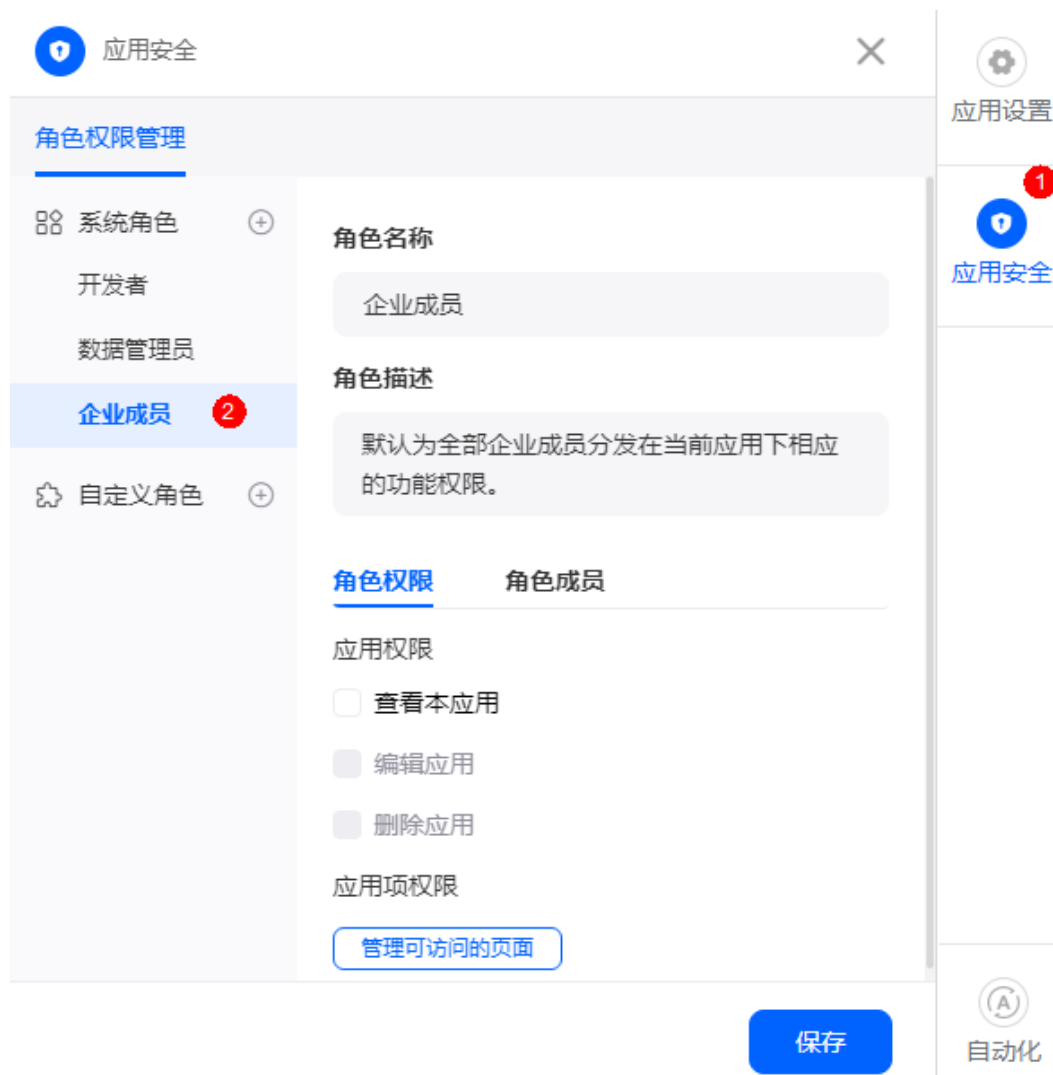 应用安全
角色权限管理
系统角色
开发者
数据管理员
企业成员
2
自定义角色
角色名称
企业成员
角色描述
默认为全部企业成员分发在当前应用下相应
的功能权限。
角色权限
角色成员
应用权限
查看本应用
编辑应用
删除应用
应用项权限
管理可访问的页面
保存
应用设置
1
应用安全
A
自动化